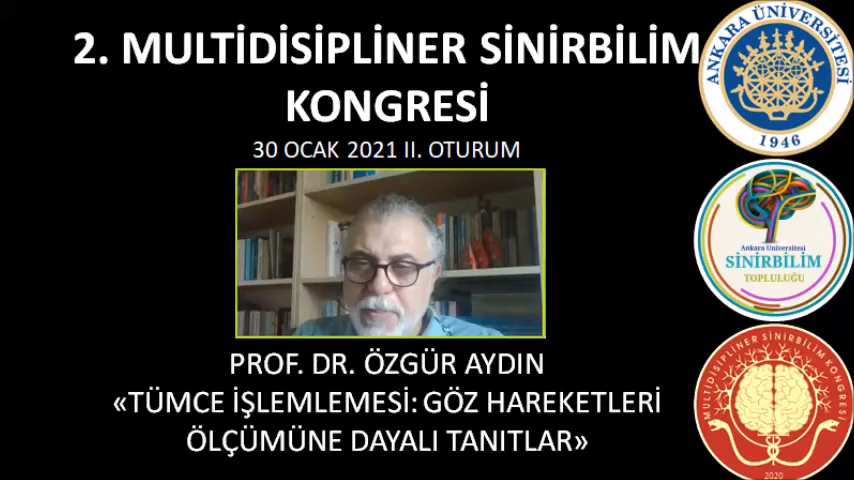 2. MULTİDİSİPLİNER SİNİRBİLİM
KONGRESİ
30 OCAK 2021 II. OTURUM
PROF. DR. ÖZGÜR AYDIN
«TÜMCE İŞLEMLEMESİ: GÖZ HAREKETLERİ
ÖLÇÜMÜNE DAYALI TANITLAR»
ANKARA ÜNİVERSİTESİ
1946
Ankara Üniversitesi
SİNİRBİLİM
TOPLULUĞU
MULTİDİSİPLİNER SİNİRBİLİM KONGRESİ
2020